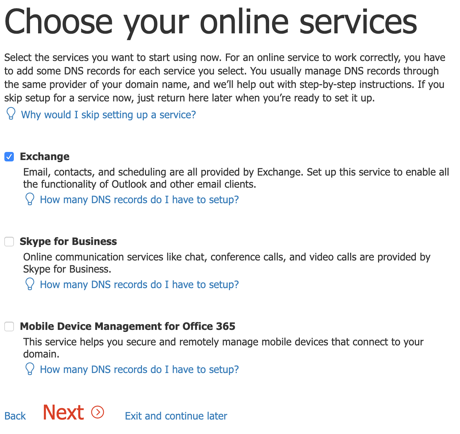 Choose your online services
Select the services you want to start using now. For an online service to work correctly, you have
to add some DNS records for each service you select. You usually manage DNS records through
the same provider of your domain name, and we'll help out with step-by-step instructions. If you
skip setup for a service now, just return here later when you're ready to set it up.
Why would I skip setting up a service?
Exchange
Email, contacts, and scheduling are all provided by Exchange. Set up this service to enable all
the functionality of Outlook and other email clients.
How many DNS records do I have to setup?
Skype for Business
Online communication services like chat, conference calls, and video calls are provided by
Skype for Business.
How many DNS records do I have to setup?
Mobile Device Management for Office 365
This service helps you secure and remotely manage mobile devices that connect to your
domain.
How many DNS records do I have to setup?
Back Next Exit and continue later